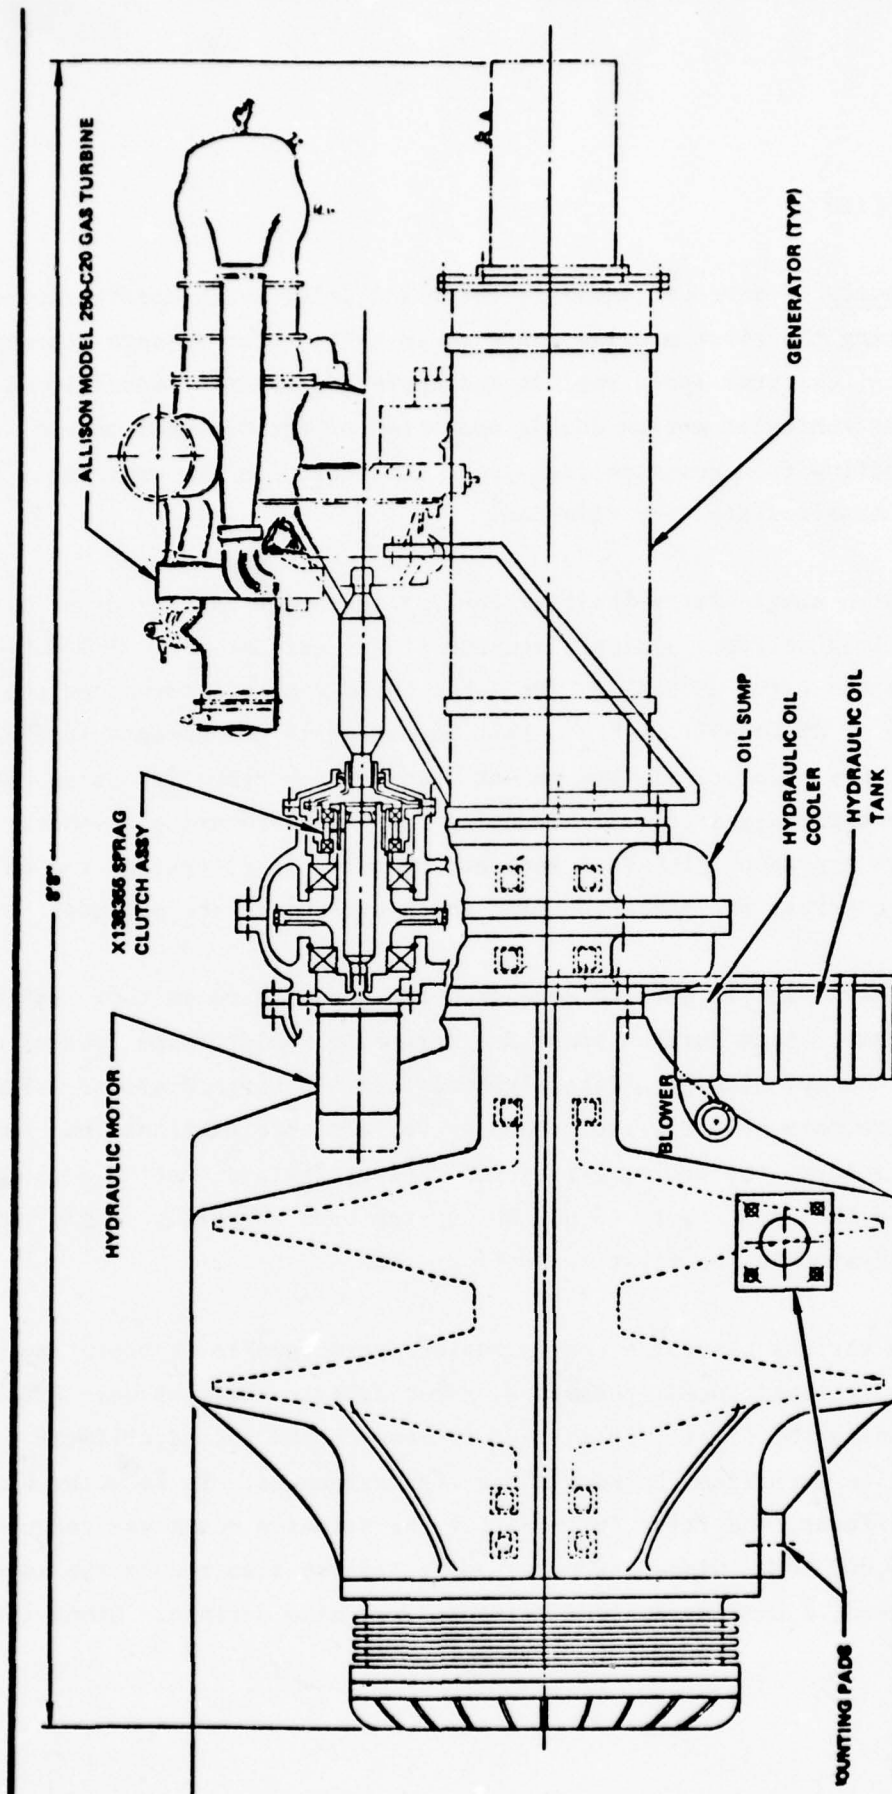 ALLISON MODEL 250-C20 GAS TURBINE
SPRAG
CLUTCH ASSY
HYDRAULIC MOTOR
GENERATOR (TYP)
OIL SUMP
HYDRAULIC OIL
COOLER
HYDRAULIC OIL
TANK
BLOWER
OUNTING PADS